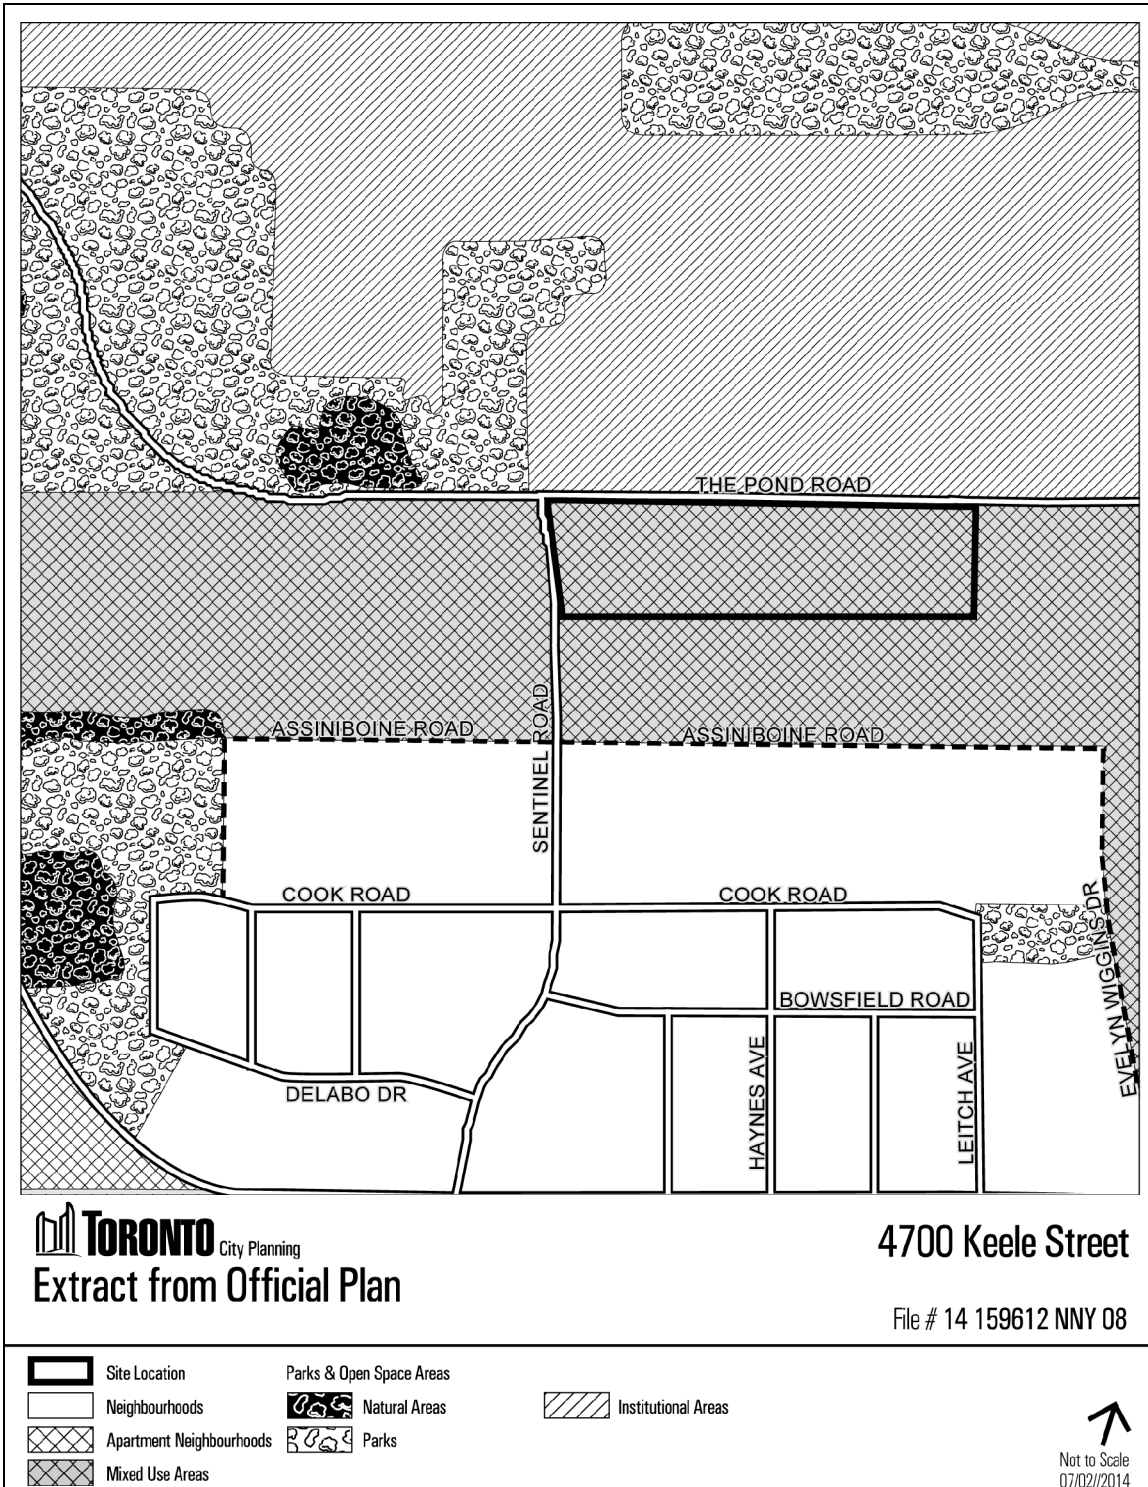 THE POND ROAD
SENTINEL ROAD
ASSINIBOINE ROAD
ASSINIBOINE ROAD
COOK ROAD
COOK ROAD
EVELYN WIGGINS DR
BOWSFIELD ROAD
HAYNES AVE
LEITCH AVE
DELABO DR
TORONTO City Planning
Extract from Official Plan
4700 Keele Street
File # 14 159612 NNY 08
Site Location
Neighbourhoods
Apartment Neighbourhoods
Mixed Use Areas
Parks & Open Space Areas
Natural Areas
Parks
Institutional Areas
Not to Scale
07/02//2014